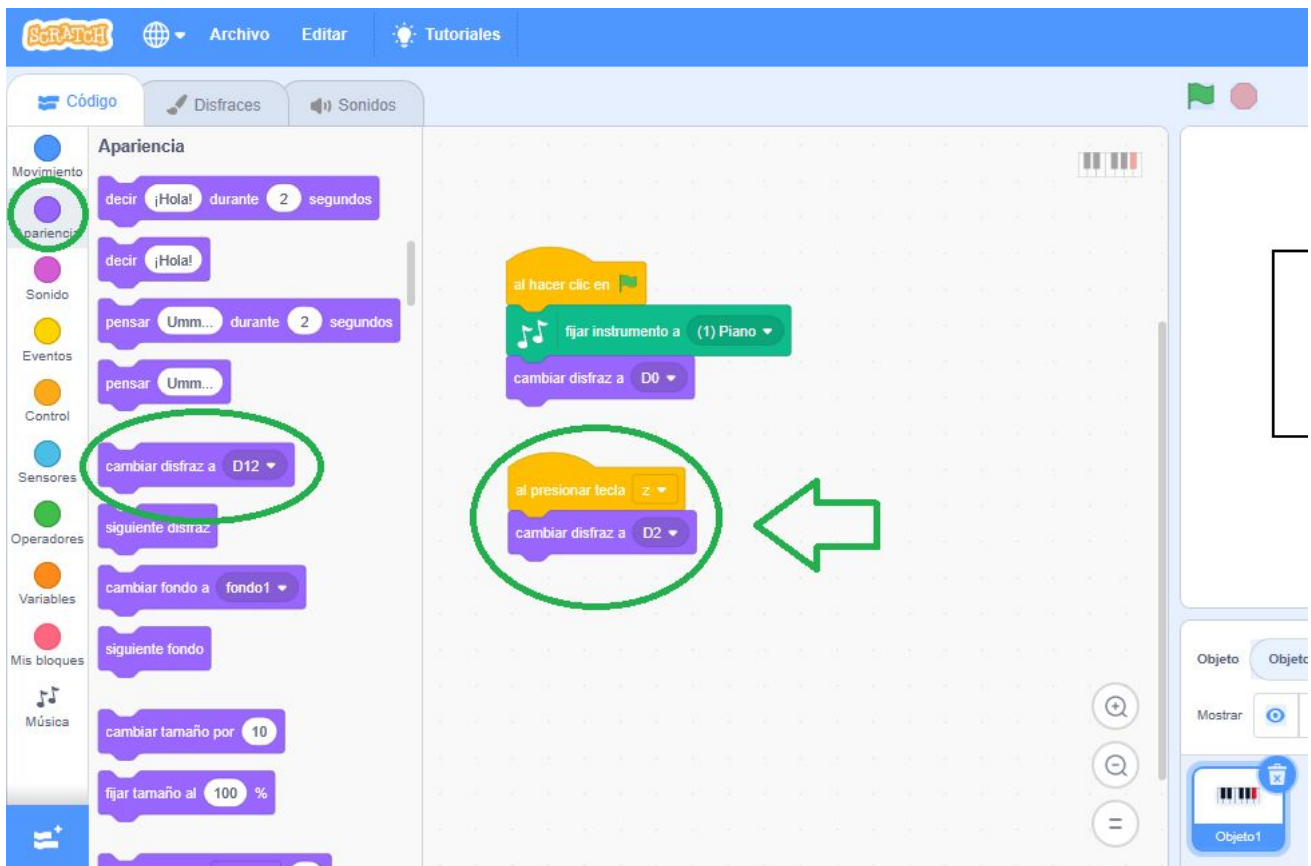 SCRATCH
Archivo
Editar
Tutoriales
Código
Disfraces
Sonidos
Movimiento
Apariencia
Sonido
Eventos
Control
Sensores
Operadores
Variables
Mis bloques
Música
Apariencia
decir ¡Hola! durante 2 segundos
decir ¡Hola!
pensar Umm... durante 2 segundos
pensar Umm...
cambiar disfraz a D12
siguiente disfraz
cambiar fondo a fondo1
siguiente fondo
cambiar tamaño por 10
fijar tamaño al 100 %
al hacer clic en
fijar instrumento a (1) Piano
cambiar disfraz a D0
al presionar tecla z
cambiar disfraz a D2
Objeto Objeto
Mostrar
Objeto1